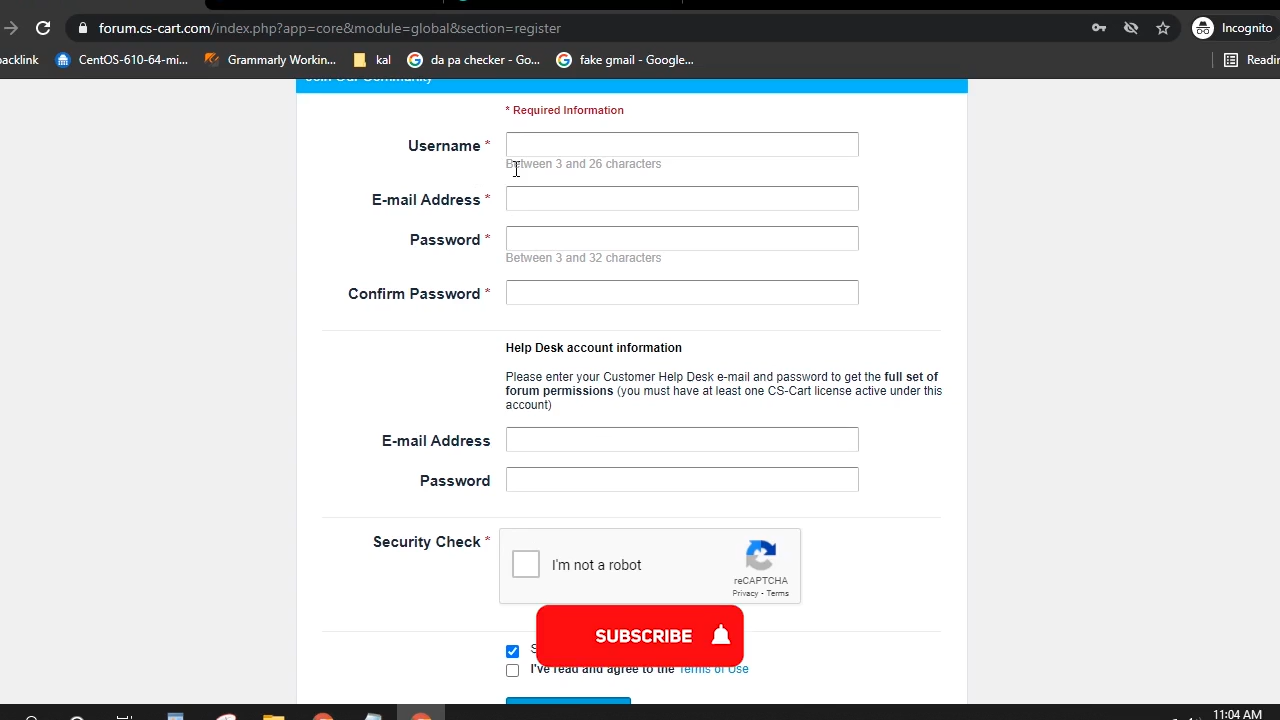 forum.cs-cart.com/index.php?app=core&module=global&section=register
Incognito
backlink
CentOS-610-64-mi...
Grammarly Workin...
kal
da pa checker - Go...
fake gmail - Google...
Join Our Community
* Required Information
Username *
Between 3 and 26 characters
E-mail Address *
Password *
Between 3 and 32 characters
Confirm Password *
Help Desk account information
Please enter your Customer Help Desk e-mail and password to get the full set of
forum permissions (you must have at least one CS-Cart license active under this
account)
E-mail Address
Password
Security Check *
I'm not a robot
reCAPTCHA
Privacy - Terms
SUBSCRIBE
I've read and agree to the Terms of Use
11:04 AM